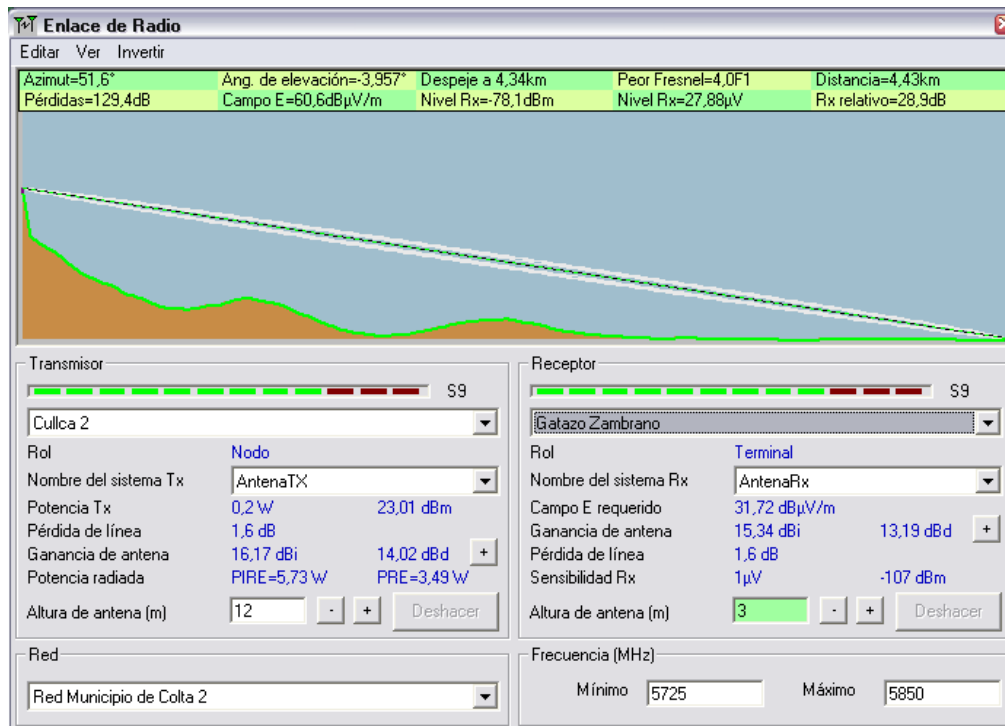 Enlace de Radio
Editar Ver Invertir
Azimut=51,6° Ang. de elevación=-3,957° Despeje a 4,34km Peor Fresnel=4,0F1 Distancia=4,43km
Pérdidas=129,4dB Campo E=60,6dBµV/m Nivel Rx=-78,1dBm Nivel Rx=27,88µV Rx relativo=28,9dB
Transmisor
S9
Cullca 2
Rol Nodo
Nombre del sistema Tx AntenaTX
Potencia Tx 0,2 W 23,01 dBm
Pérdida de línea 1,6 dB
Ganancia de antena 16,17 dBi 14,02 dBd +
Potencia radiada PIRE=5,73 W PRE=3,49 W
Altura de antena (m) 12 - + Deshacer
Receptor
S9
Gatazo Zambrano
Rol Terminal
Nombre del sistema Rx AntenaRx
Campo E requerido 31,72 dBµV/m
Ganancia de antena 15,34 dBi 13,19 dBd +
Pérdida de línea 1,6 dB
Sensibilidad Rx 1µV -107 dBm
Altura de antena (m) 3 - + Deshacer
Red
Red Municipio de Colta 2
Frecuencia (MHz)
Mínimo 5725 Máximo 5850